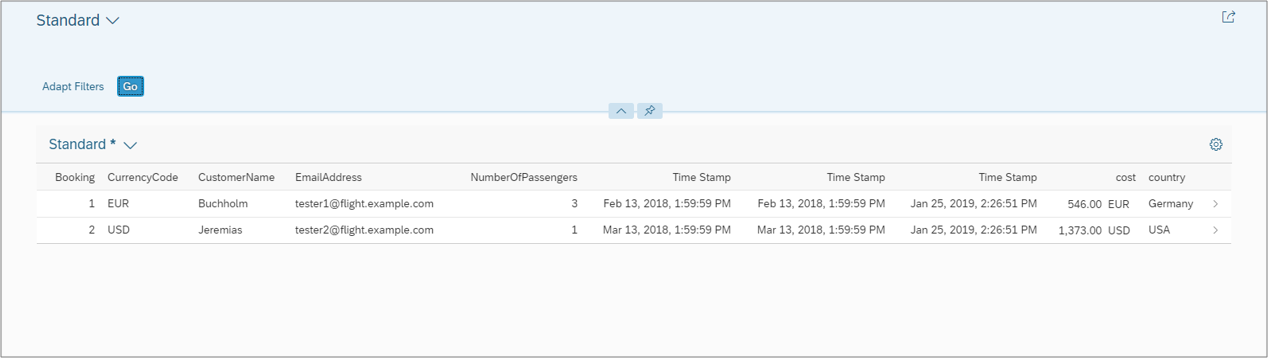 Standard
Adapt Filters Go
Standard *
Booking CurrencyCode CustomerName EmailAddress NumberOfPassengers Time Stamp Time Stamp Time Stamp cost country
1 EUR Buchholm tester1@flight.example.com 3 Feb 13, 2018, 1:59:59 PM Feb 13, 2018, 1:59:59 PM Jan 25, 2019, 2:26:51 PM 546.00 EUR Germany
2 USD Jeremias tester2@flight.example.com 1 Mar 13, 2018, 1:59:59 PM Mar 13, 2018, 1:59:59 PM Jan 25, 2019, 2:26:51 PM 1,373.00 USD USA